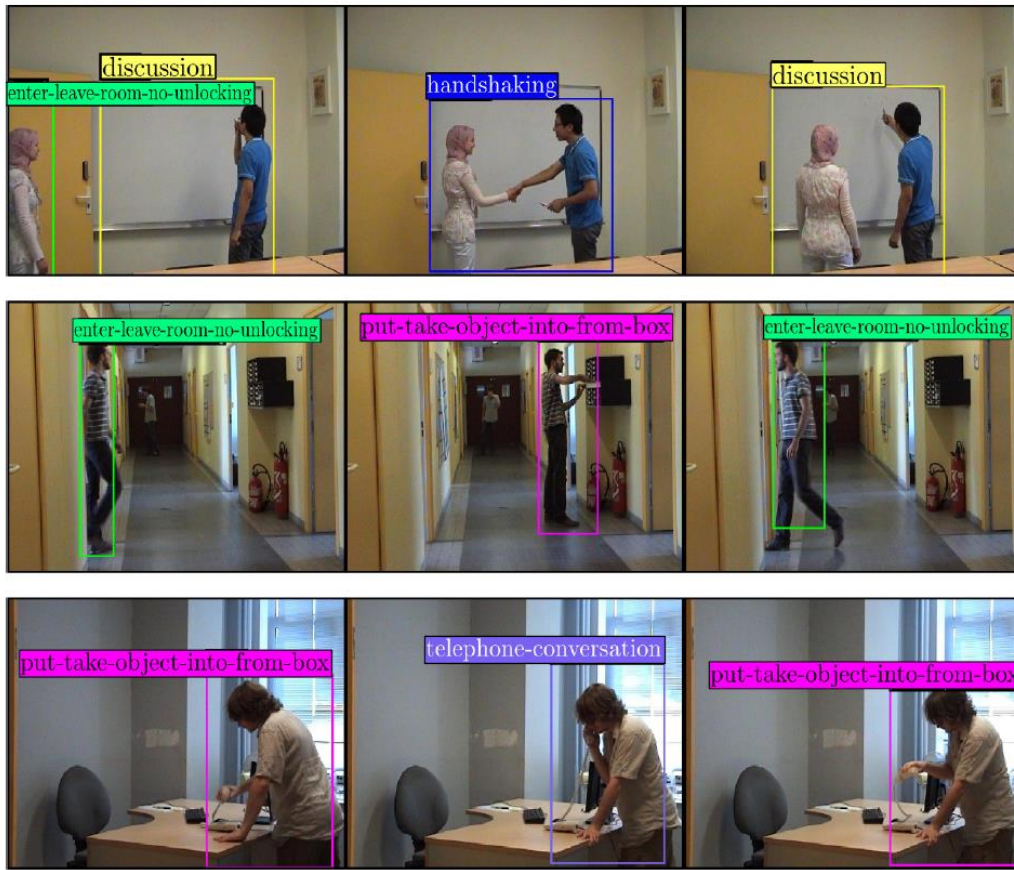 discussion
enter-leave-room-no-unlocking
handshaking
discussion
enter-leave-room-no-unlocking
put-take-object-into-from-box
enter-leave-room-no-unlocking
put-take-object-into-from-box
telephone-conversation
put-take-object-into-from-box